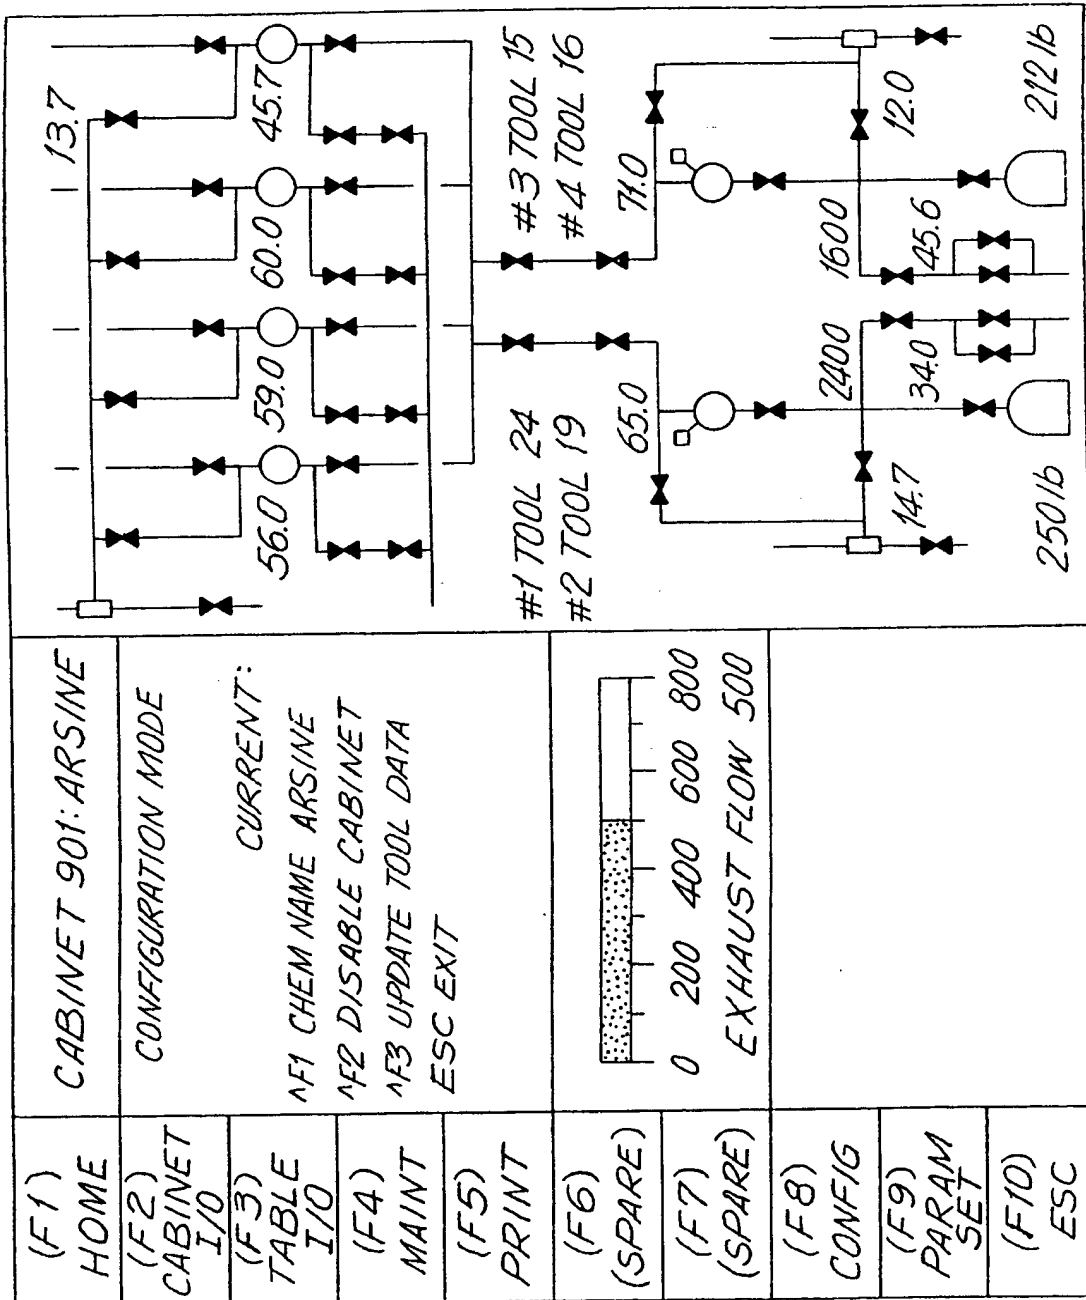 (F1)
HOME
(F2)
CABINET
I/O
(F3)
TABLE
I/O
(F4)
MAINT
(F5)
PRINT
(F6)
(SPARE)
(F7)
(SPARE)
(F8)
CONFIG
(F9)
PARAM
SET
(F10)
ESC
CABINET 901: ARSINE
CONFIGURATION MODE
CURRENT:
^F1 CHEM NAME ARSINE
^F2 DISABLE CABINET
^F3 UPDATE TOOL DATA
ESC EXIT
0 200 400 600 800
EXHAUST FLOW 500
13.7
56.0 59.0 60.0 45.7
#1 TOOL 24
#2 TOOL 19
#3 TOOL 15
#4 TOOL 16
65.0 71.0
2400 1600
14.7 12.0
34.0 45.6
250 lb 212 lb